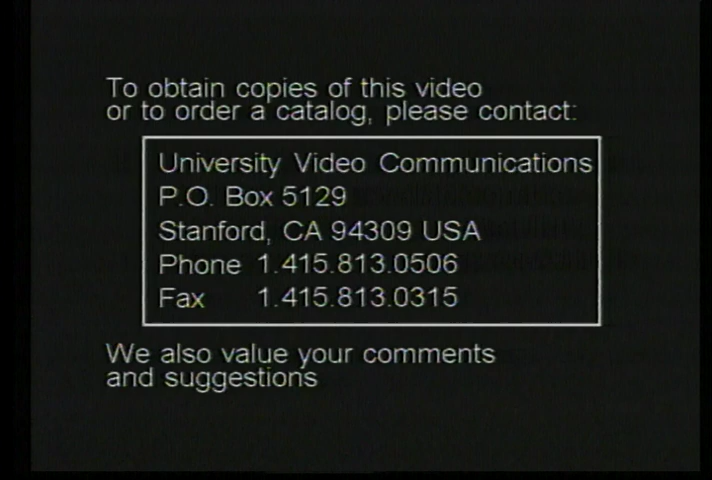 To obtain copies of this video
or to order a catalog, please contact:
University Video Communications
P.O. Box 5129
Stanford, CA 94309 USA
Phone 1.415.813.0506
Fax 1.415.813.0315
We also value your comments
and suggestions